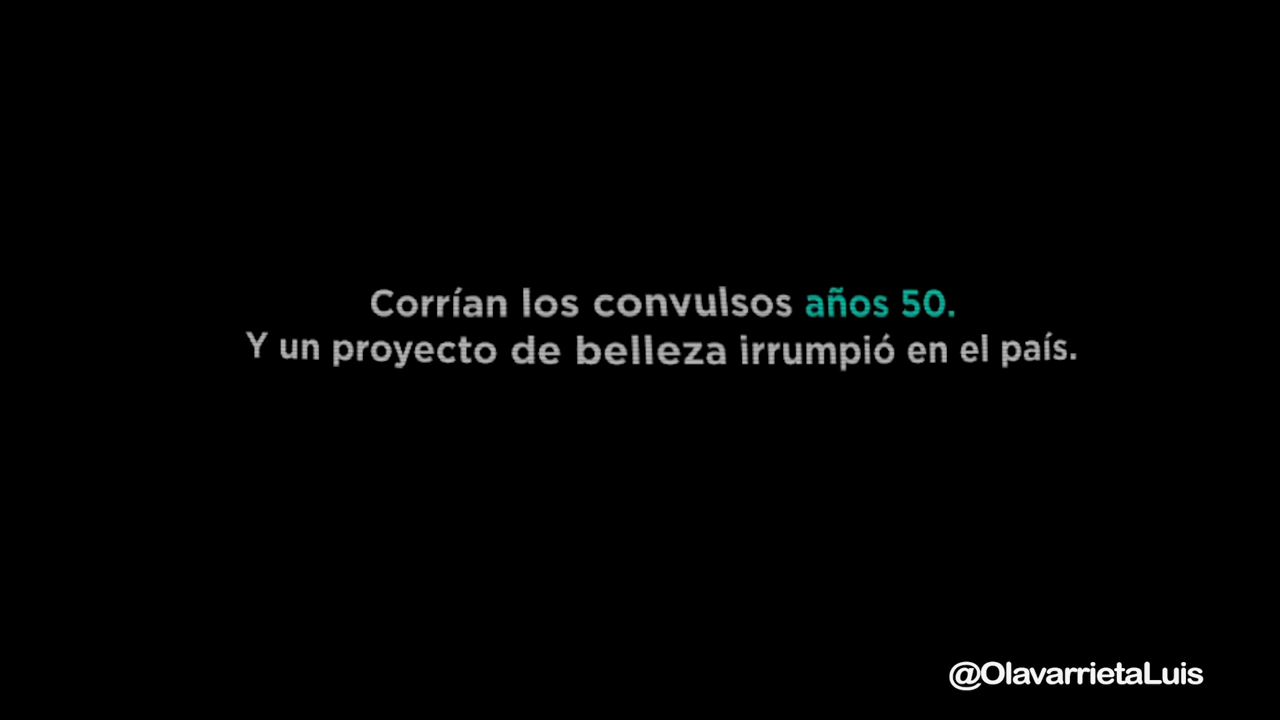 Corrían los convulsos años 50.
Y un proyecto de belleza irrumpió en el país.
@OlavarrietaLuis